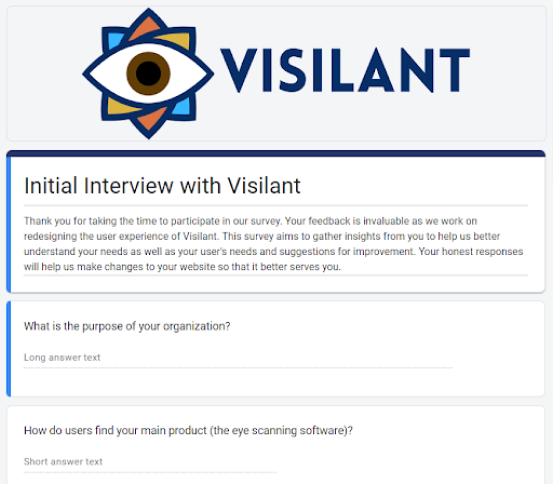 VISILANT
Initial Interview with Visilant
Thank you for taking the time to participate in our survey. Your feedback is invaluable as we work on
redesigning the user experience of Visilant. This survey aims to gather insights from you to help us better
understand your needs as well as your user's needs and suggestions for improvement. Your honest responses
will help us make changes to your website so that it better serves you.
What is the purpose of your organization?
Long answer text
How do users find your main product (the eye scanning software)?
Short answer text